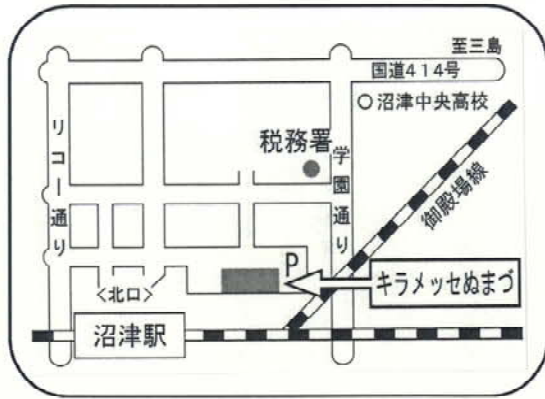 至三島
国道414号
沼津中央高校
税務署
リコー通り
学園通り
御殿場線
P
キラメッセぬまづ
<北口>
沼津駅